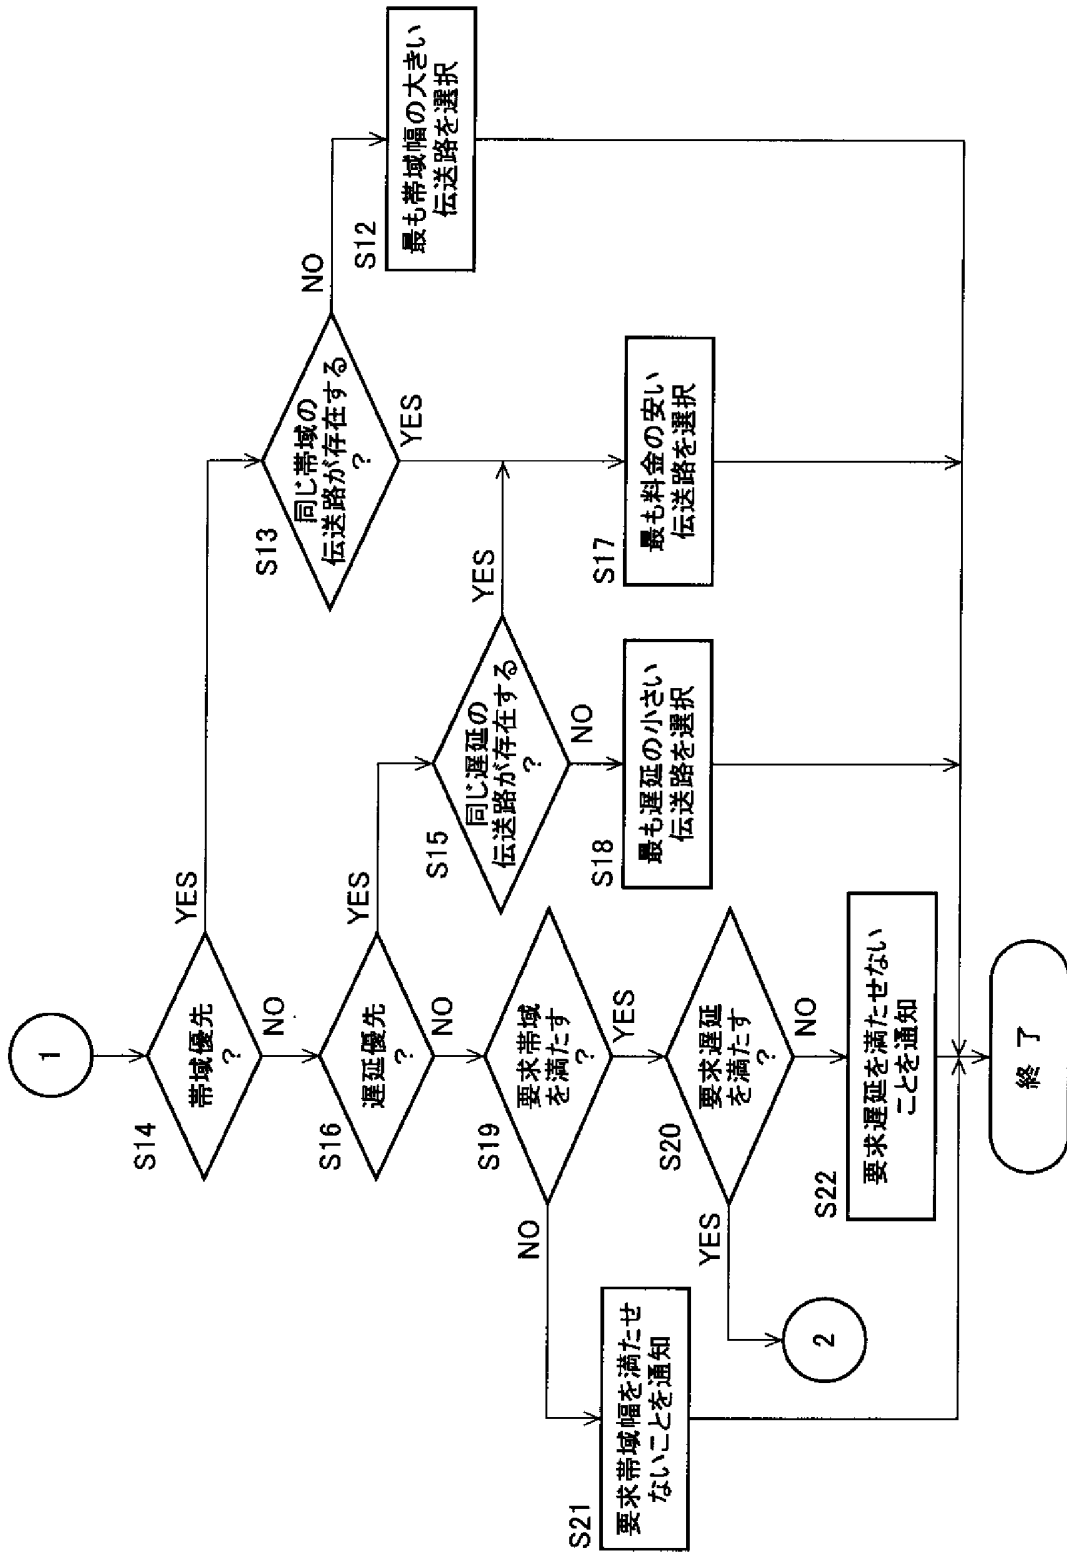 1
S14
帯域優先
?
YES
NO
S16
遅延優先
?
YES
NO
S13
同じ帯域の
伝送路が存在する
?
NO
YES
S12
最も帯域幅の大きい
伝送路を選択
S15
同じ遅延の
伝送路が存在する
?
YES
NO
S17
最も料金の安い
伝送路を選択
S18
最も遅延の小さい
伝送路を選択
S19
要求帯域
を満たす
?
NO
YES
S20
要求遅延
を満たす
?
YES
NO
S21
要求帯域幅を満たせ
ないことを通知
2
S22
要求遅延を満たせない
ことを通知
終 了